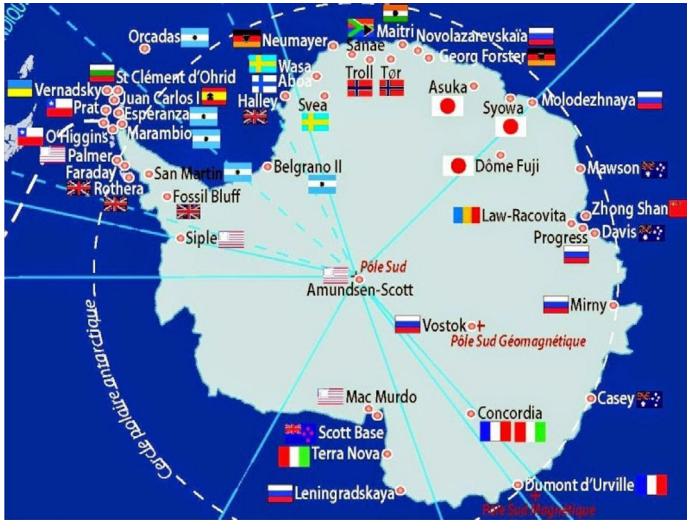 Orcadas
Neumayer
Sanae
Maitri
Novolazarevskaïa
Georg Forster
Wasa
Aboa
St Clément d'Ohrid
Vernadsky
Juan Carlos I
Halley
Svea
Troll
Tør
Asuka
Syowa
Molodezhnaya
Prat
Esperanza
Marambio
O'Higgins
Palmer
Faraday
Rothera
San Martin
Belgrano II
Dôme Fuji
Mawson
Fossil Bluff
Law-Racovita
Zhong Shan
Siple
Progress
Davis
Pôle Sud
Amundsen-Scott
Mirny
Vostok
Pôle Sud Géomagnétique
Cercle polaire antarctique
Mac Murdo
Concordia
Casey
Scott Base
Terra Nova
Leningradskaya
Dumont d'Urville
Pôle Sud Magnétique